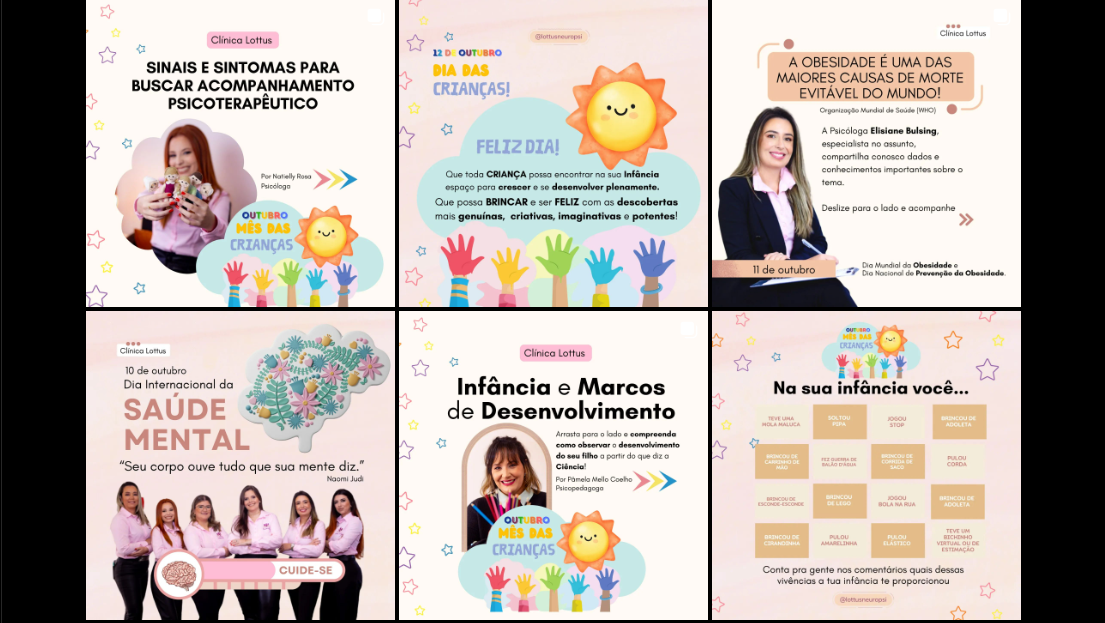 Clínica Lottus
SINAIS E SINTOMAS PARA
BUSCAR ACOMPANHAMENTO
PSICOTERAPÊUTICO
Por Natielly Rosa
Psicóloga
OUTUBRO
MÊS DAS
CRIANÇAS
@lottusneuropsi
12 DE OUTUBRO
DIA DAS
CRIANÇAS!
FELIZ DIA!
Que toda CRIANÇA possa encontrar na sua Infância
espaço para crescer e se desenvolver plenamente.
Que possa BRINCAR e ser FELIZ com as descobertas
mais genuínas, criativas, imaginativas e potentes!
Clínica Lottus
A OBESIDADE É UMA DAS
MAIORES CAUSAS DE MORTE
EVITÁVEL DO MUNDO!
Organização Mundial de Saúde (WHO)
A Psicóloga Elisiane Bulsing,
especialista no assunto,
compartilha conosco dados e
conhecimentos importantes sobre o
tema.
Deslize para o lado e acompanhe
11 de outubro
Dia Mundial da Obesidade e
Dia Nacional de Prevenção da Obesidade.
Clínica Lottus
10 de outubro
Dia Internacional da
SAÚDE
MENTAL
“Seu corpo ouve tudo que sua mente diz.”
Naomi Judi
CUIDE-SE
Clínica Lottus
Infância e Marcos
de Desenvolvimento
Arrasta para o lado e compreenda
como observar o desenvolvimento
do seu filho a partir do que diz a
Ciência!
Por Pâmela Mello Coelho
Psicopedagoga
OUTUBRO
MÊS DAS
CRIANÇAS
OUTUBRO
MÊS DAS
CRIANÇAS
Na sua infância você...
TEVE UMA
MOLA MALUCA
SOLTOU
PIPA
JOGOU
STOP
BRINCOU DE
ADOLETA
BRINCOU DE
CARRINHO DE
MÃO
FEZ GUERRA DE
BALÃO D'ÁGUA
BRINCOU DE
CORRIDA DE
SACO
PULOU
CORDA
BRINCOU DE
ESCONDE-ESCONDE
BRINCOU
DE LEGO
JOGOU
BOLA NA RUA
BRINCOU DE
ADOLETA
BRINCOU DE
CIRANDINHA
PULOU
AMARELINHA
PULOU
ELÁSTICO
TEVE UM
BICHINHO
VIRTUAL OU DE
ESTIMAÇÃO
Conta pra gente nos comentários quais dessas
vivências a tua infância te proporcionou
@lottusneuropsi